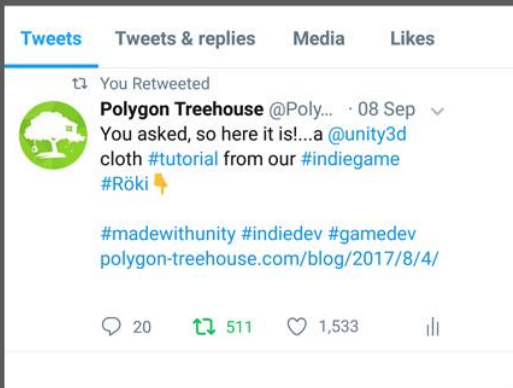 Tweets Tweets & replies Media Likes
You Retweeted
Polygon Treehouse @Poly... · 08 Sep
You asked, so here it is!...a @unity3d
cloth #tutorial from our #indiegame
#Röki👇
#madewithunity #indiedev #gamedev
polygon-treehouse.com/blog/2017/8/4/
20 511 1,533